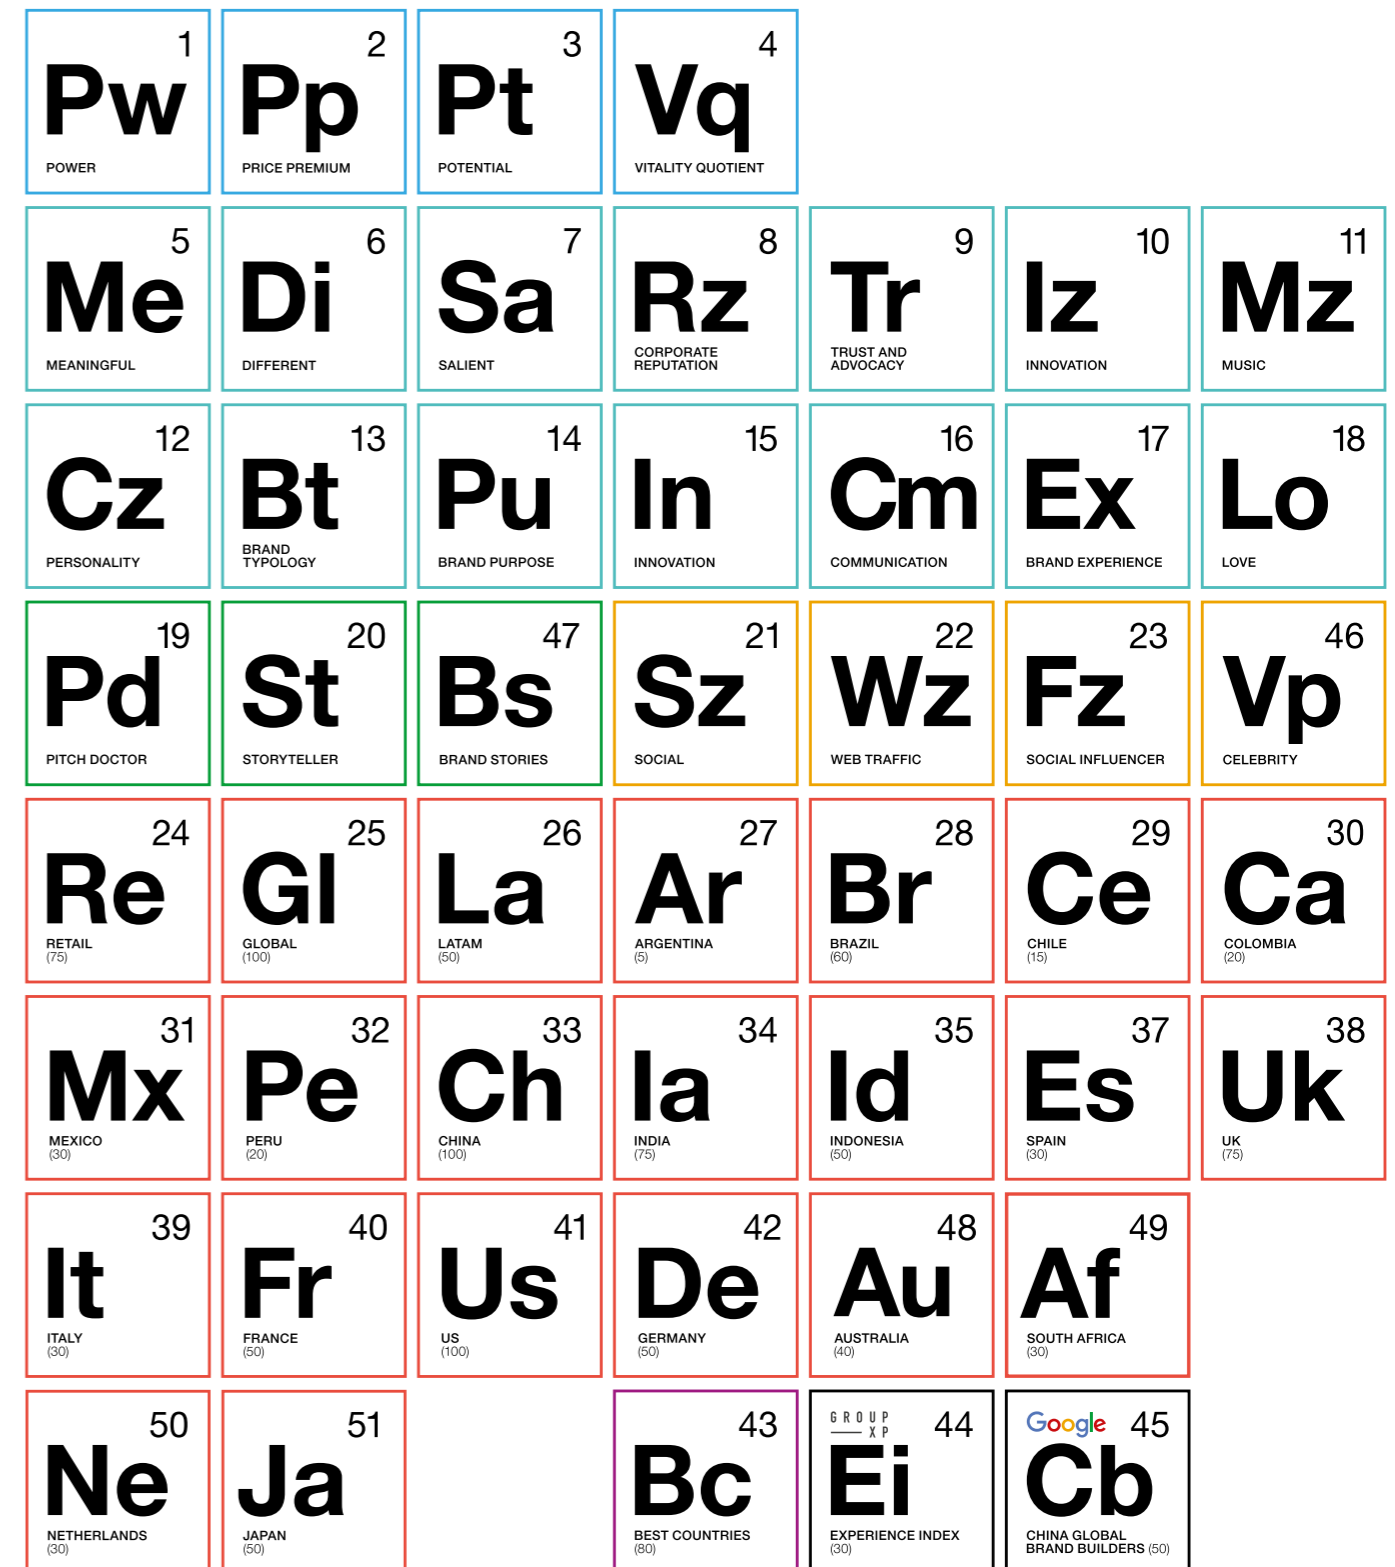 1
Pw
POWER
2
Pp
PRICE PREMIUM
3
Pt
POTENTIAL
4
Vq
VITALITY QUOTIENT
5
Me
MEANINGFUL
6
Di
DIFFERENT
7
Sa
SALIENT
8
Rz
CORPORATE
REPUTATION
9
Tr
TRUST AND
ADVOCACY
10
Iz
INNOVATION
11
Mz
MUSIC
12
Cz
PERSONALITY
13
Bt
BRAND
TYPOLOGY
14
Pu
BRAND PURPOSE
15
In
INNOVATION
16
Cm
COMMUNICATION
17
Ex
BRAND EXPERIENCE
18
Lo
LOVE
19
Pd
PITCH DOCTOR
20
St
STORYTELLER
47
Bs
BRAND STORIES
21
Sz
SOCIAL
22
Wz
WEB TRAFFIC
23
Fz
SOCIAL INFLUENCER
46
Vp
CELEBRITY
24
Re
RETAIL
(75)
25
Gl
GLOBAL
(100)
26
La
LATAM
(50)
27
Ar
ARGENTINA
(5)
28
Br
BRAZIL
(60)
29
Ce
CHILE
(15)
30
Ca
COLOMBIA
(20)
31
Mx
MEXICO
(30)
32
Pe
PERU
(20)
33
Ch
CHINA
(100)
34
Ia
INDIA
(75)
35
Id
INDONESIA
(50)
37
Es
SPAIN
(30)
38
Uk
UK
(75)
39
It
ITALY
(30)
40
Fr
FRANCE
(50)
41
Us
US
(100)
42
De
GERMANY
(50)
48
Au
AUSTRALIA
(40)
49
Af
SOUTH AFRICA
(30)
50
Ne
NETHERLANDS
(30)
51
Ja
JAPAN
(50)
43
Bc
BEST COUNTRIES
(80)
GROUP
XP
44
Ei
EXPERIENCE INDEX
(30)
Google
45
Cb
CHINA GLOBAL
BRAND BUILDERS (50)